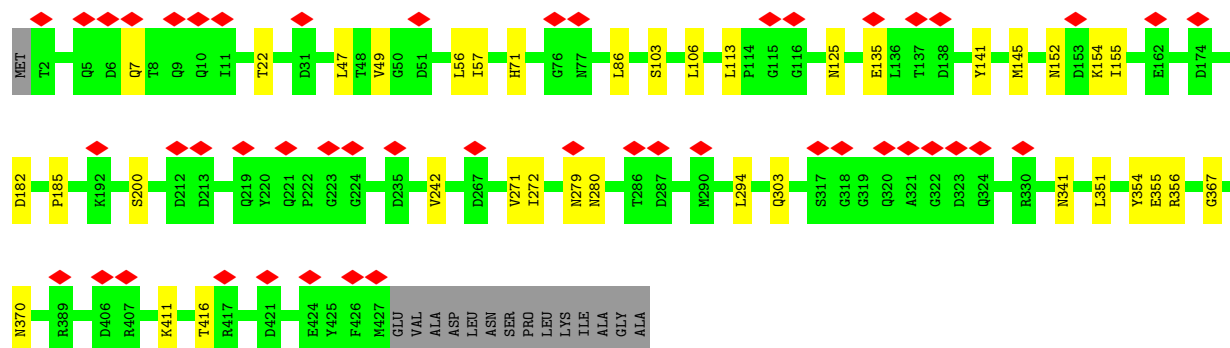 MET T2 Q5 D6 Q7 T8 Q9 Q10 I11 T22 D31 L47 T48 V49 G50 D51 L56 I57 H71 G76 N77 L86 S103 L106 L113 P114 G115 G116 N125 E135 L136 T137 D138 Y141 M145 N152 D153 K154 I155 E162 D174
D182 P185 K192 S200 D212 D213 Q219 Y220 Q221 P222 G223 G224 D235 V242 D267 V271 I272 N279 N280 T286 D287 M290 L294 Q303 S317 G318 G319 Q320 A321 G322 D323 Q324 R330 N341 L351 Y354 E355 R356 G367
N370 R389 D406 R407 K411 T416 R417 D421 E424 Y425 F426 M427 GLU VAL ALA ASP LEU ASN SER PRO LEU LYS ILE ALA GLY ALA